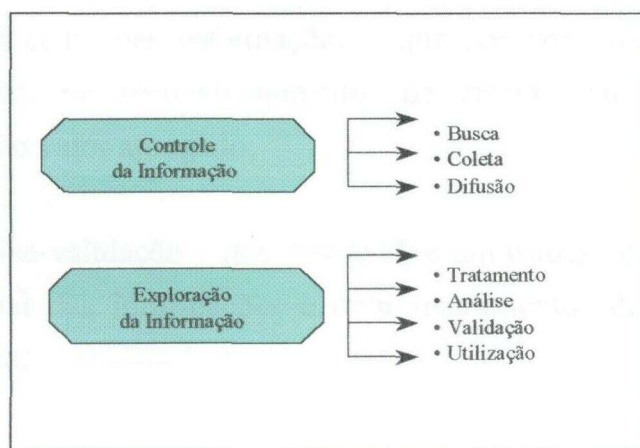 Controle
da Informação
• Busca
• Coleta
• Difusão
Exploração
da Informação
• Tratamento
• Análise
• Validação
• Utilização